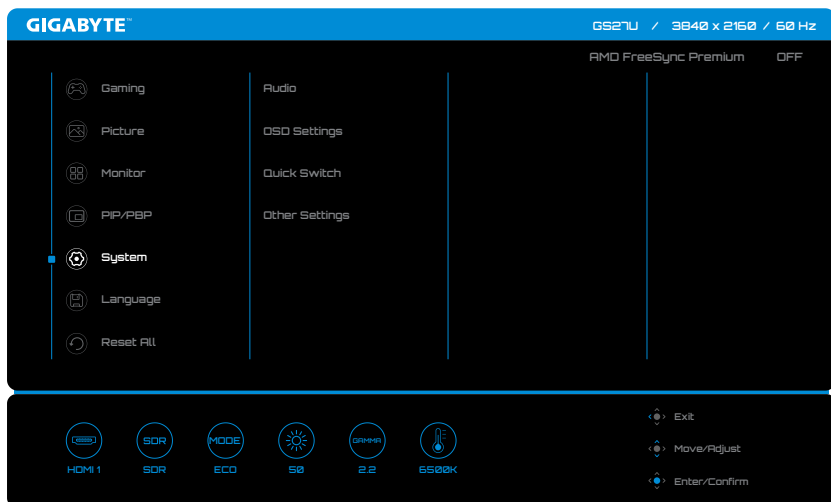 GIGABYTE™
GS27U / 3840 x 2160 / 60 Hz
AMD FreeSync Premium OFF
Gaming
Picture
Monitor
PIP/PBP
System
Language
Reset All
Audio
OSD Settings
Quick Switch
Other Settings
SDR
MODE
GAMMA
HDMI 1
SDR
ECO
50
2.2
6500K
Exit
Move/Adjust
Enter/Confirm